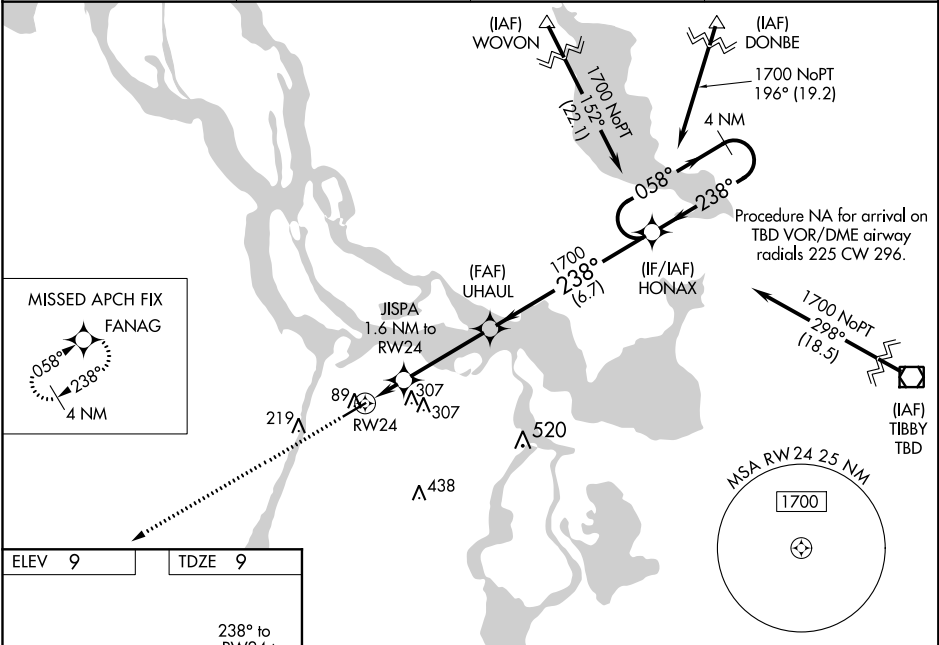 (IAF)
WOVON
(IAF)
DONBE
1700 NoPT
152°
(22.1)
1700 NoPT
196° (19.2)
4 NM
058°
238°
Procedure NA for arrival on
TBD VOR/DME airway
radials 225 CW 296.
(IF/IAF)
HONAX
1700
238°
(6.7)
(FAF)
UHAUL
MISSED APCH FIX
FANAG
058°
238°
4 NM
JISPA
1.6 NM to
RW24
1700 NoPT
298°
(18.5)
(IAF)
TIBBY
TBD
89
307
307
RW24
219
520
438
MSA RW 24 25 NM
1700
ELEV 9
TDZE 9
238° to
RW24